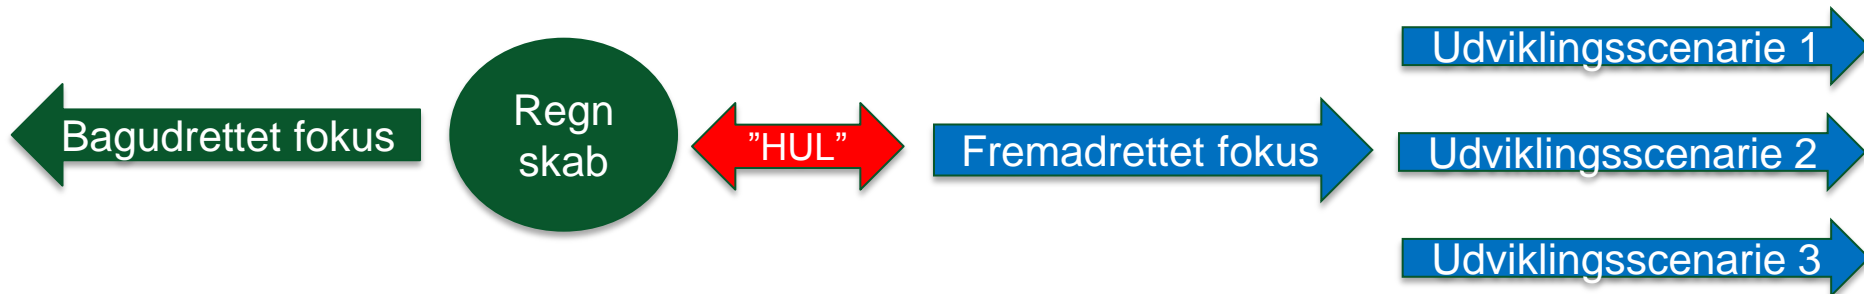 Bagudrettet fokus
Regn
skab
”HUL”
Fremadrettet fokus
Udviklingsscenarie 1
Udviklingsscenarie 2
Udviklingsscenarie 3